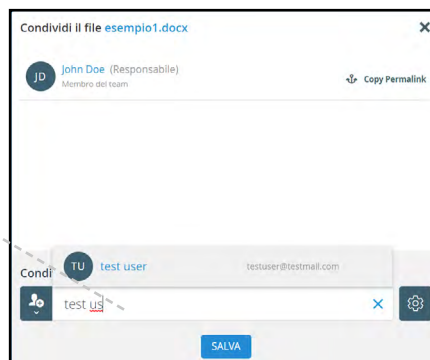 Condividi il file esempio1.docx
JD
John Doe (Responsabile)
Membro del team
Copy Permalink
TU
test user
testuser@testmail.com
Condi
test us
SALVA